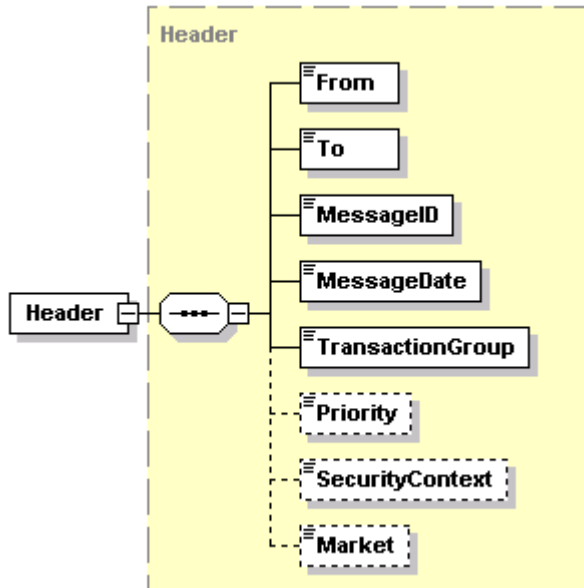 Header
From
To
MessageID
MessageDate
Header
TransactionGroup
Priority
SecurityContext
Market